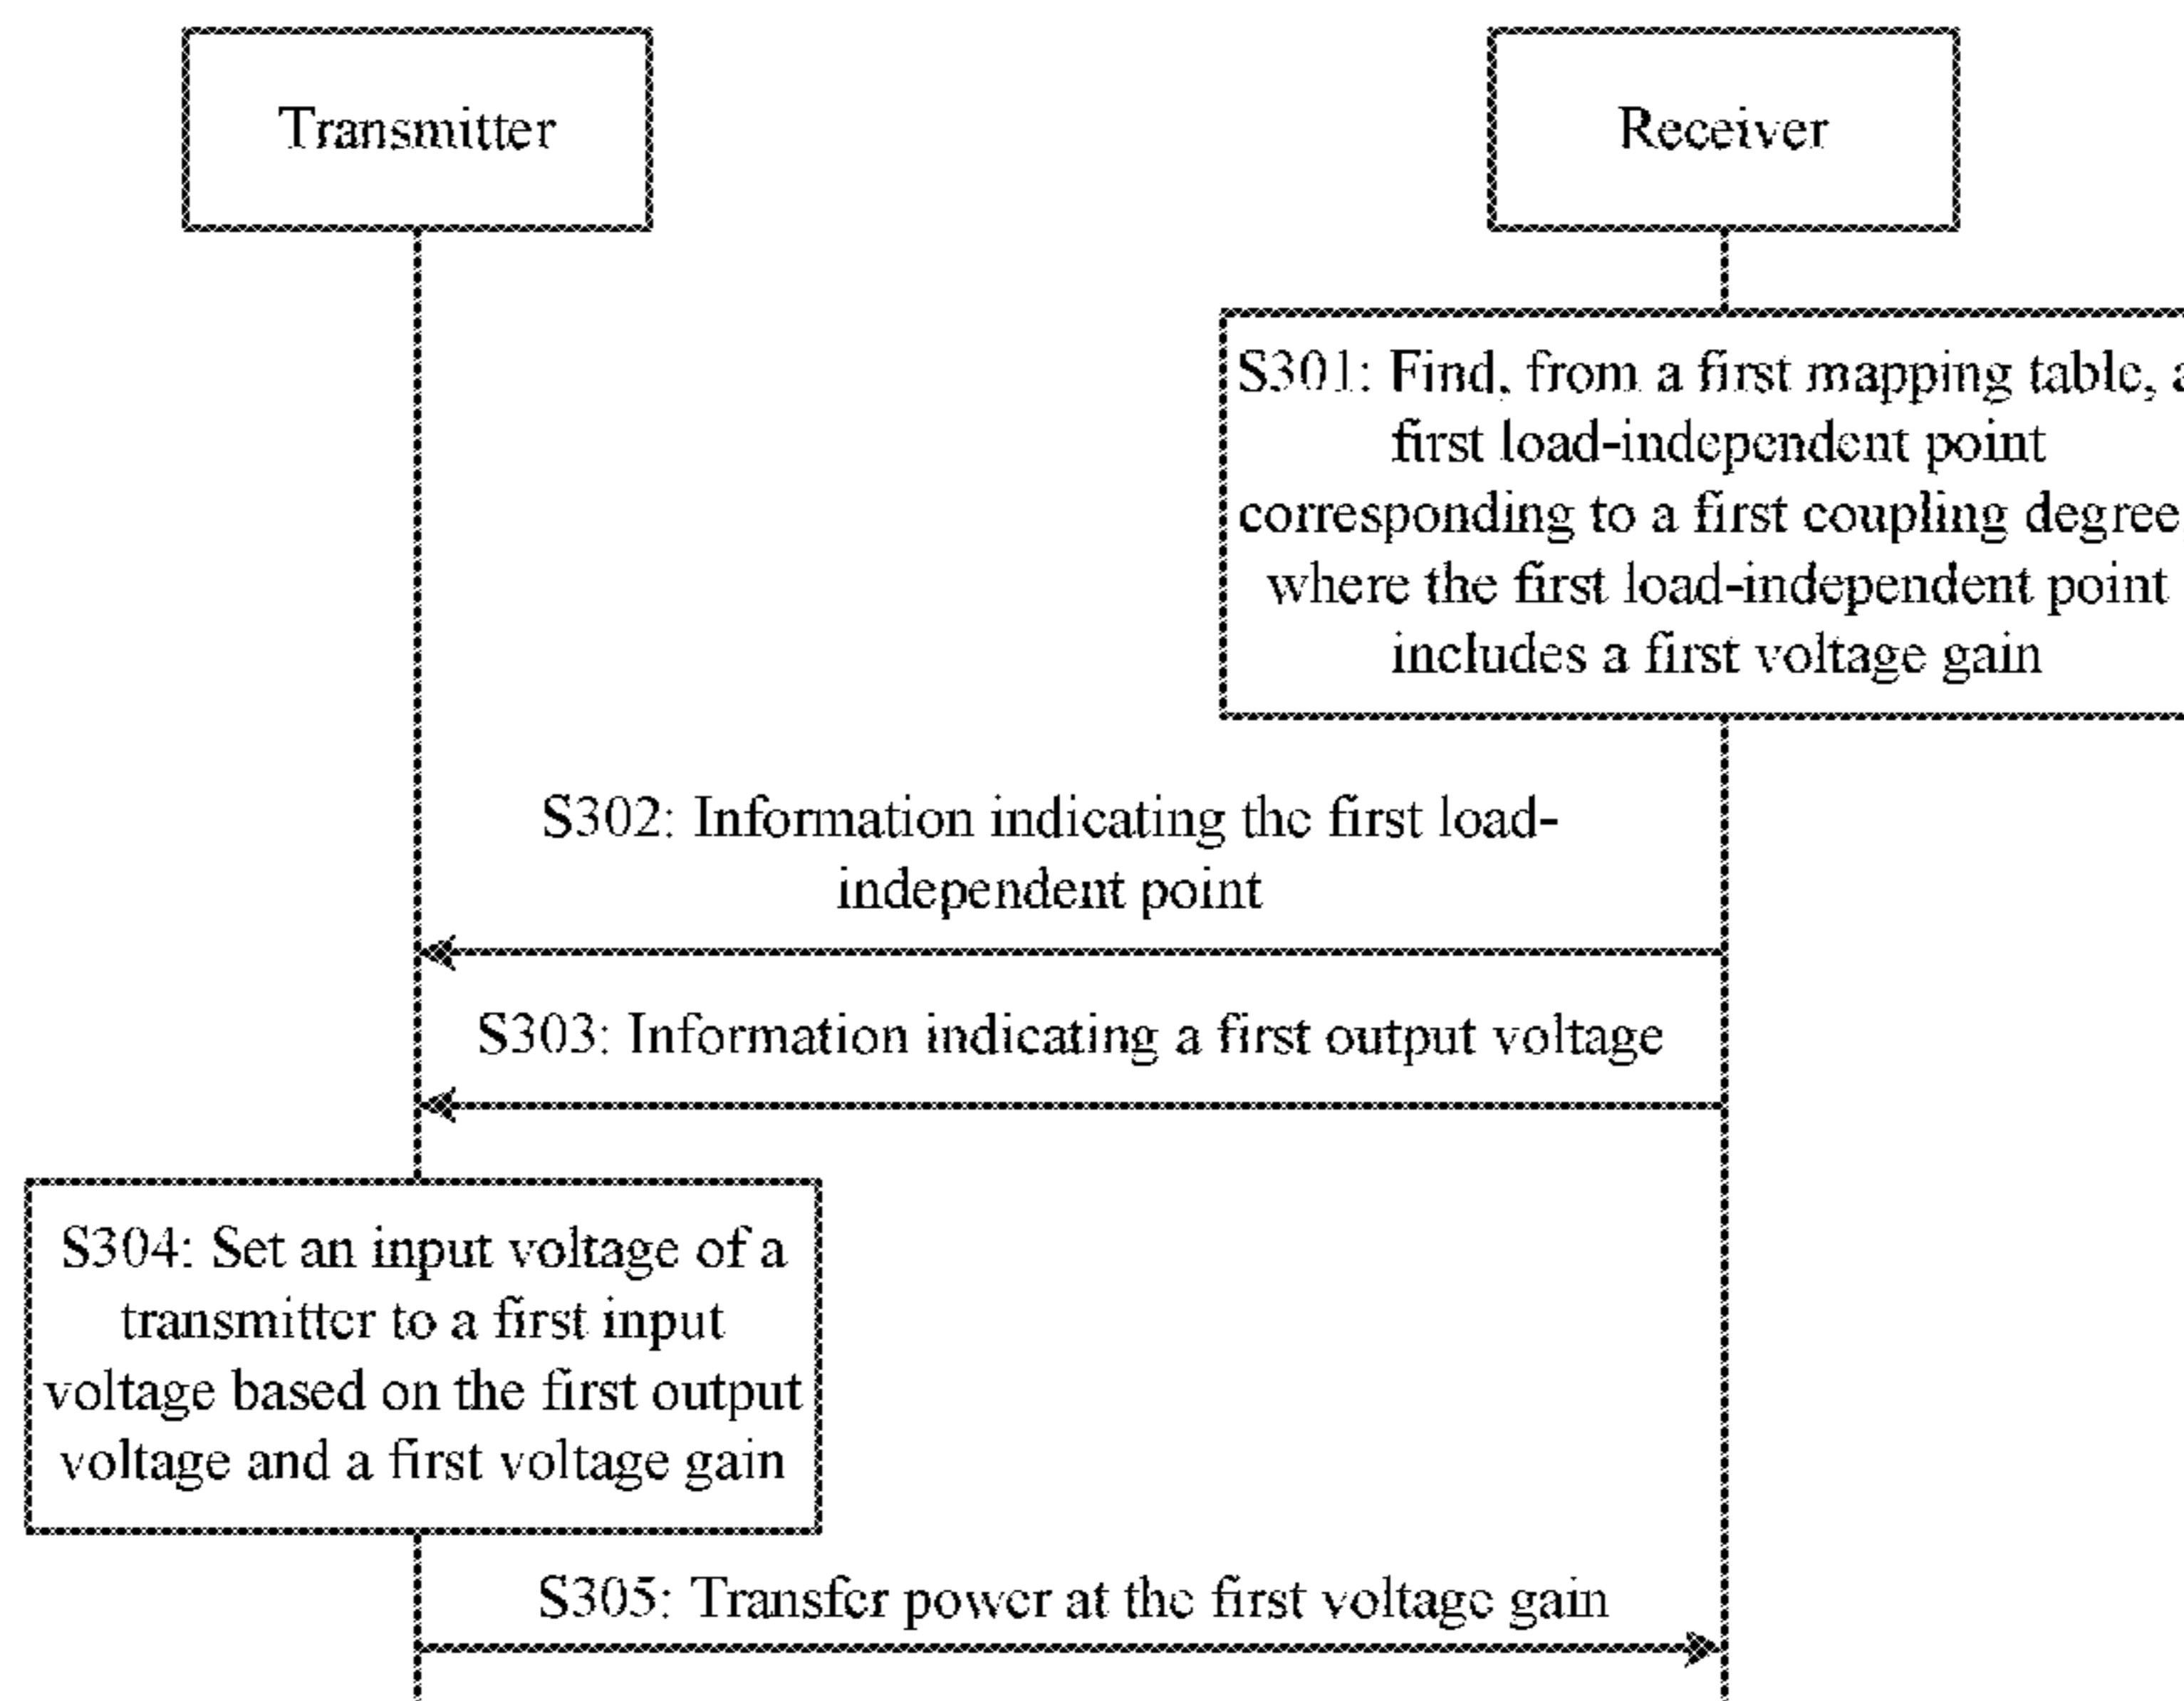 Transmitter
Receiver
S301: Find, from a first mapping table, a
first load-independent point
corresponding to a first coupling degree
where the first load-independent point
includes a first voltage gain
S302: Information indicating the first load-
independent point
S303: Information indicating a first output voltage
S304: Set an input voltage of a
transmitter to a first input
voltage based on the first output
voltage and a first voltage gain
S305: Transfer power at the first voltage gain